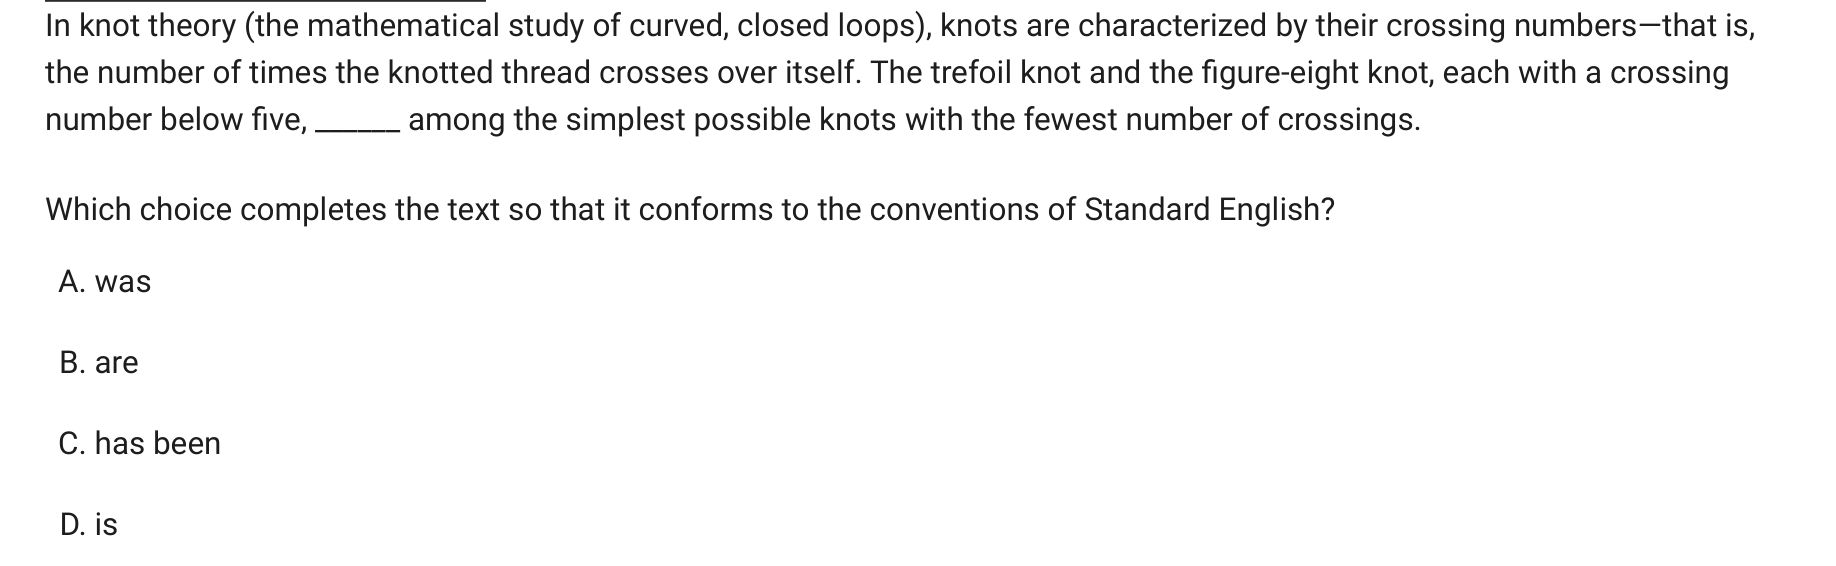 In knot theory (the mathematical study of curved, closed loops), knots are characterized by their crossing numbers—that is,
the number of times the knotted thread crosses over itself. The trefoil knot and the figure-eight knot, each with a crossing
number below five, ______ among the simplest possible knots with the fewest number of crossings.
Which choice completes the text so that it conforms to the conventions of Standard English?
A. was
B. are
C. has been
D. is